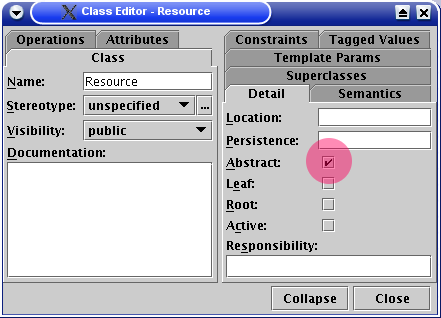 Class Editor - Resource
Operations Attributes
Class
Name: Resource
Stereotype: unspecified ...
Visibility: public
Documentation:
Constraints Tagged Values
Template Params
Superclasses
Detail Semantics
Location:
Persistence:
Abstract:
Leaf:
Root:
Active:
Responsibility:
Collapse Close